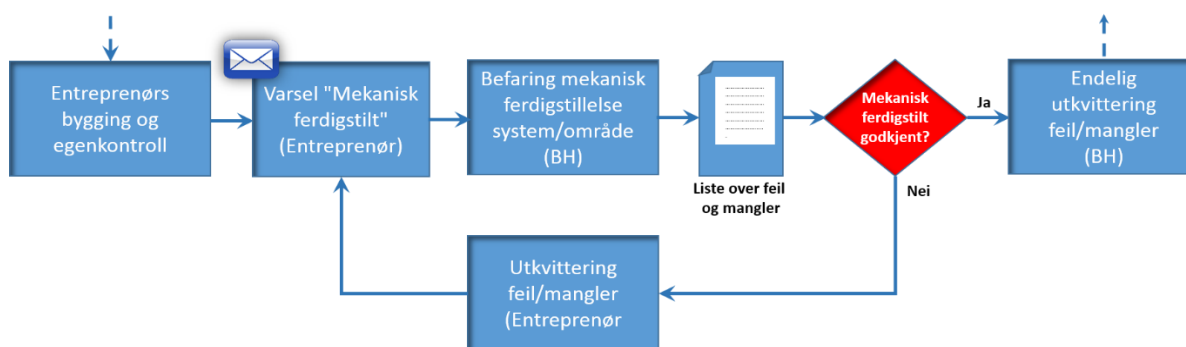 Entreprenørs
bygging og
egenkontroll
Varsel "Mekanisk
ferdigstilt"
(Entreprenør)
Befaring mekanisk
ferdigstillelse
system/område
(BH)
Liste over feil
og mangler
Mekanisk
ferdigstilt
godkjent?
Ja
Nei
Endelig
utkvittering
feil/mangler
(BH)
Utkvittering
feil/mangler
(Entreprenør